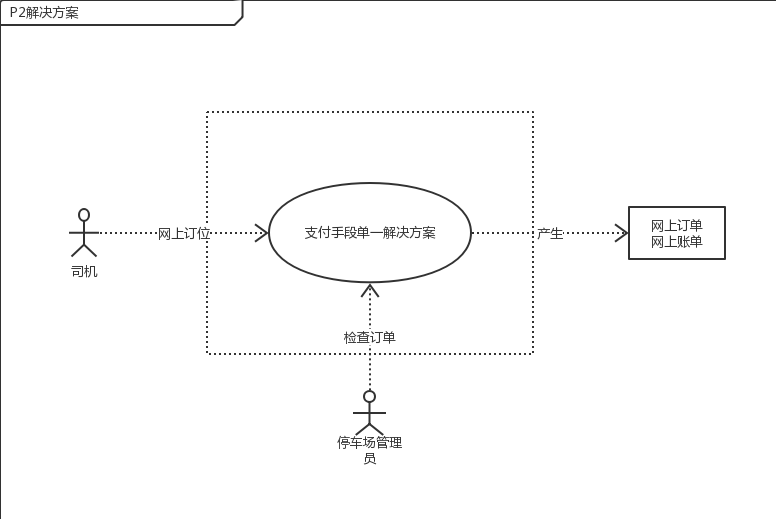 P2解决方案
网上订位
支付手段单一解决方案
产生
网上订单
网上账单
司机
检查订单
停车场管理
员